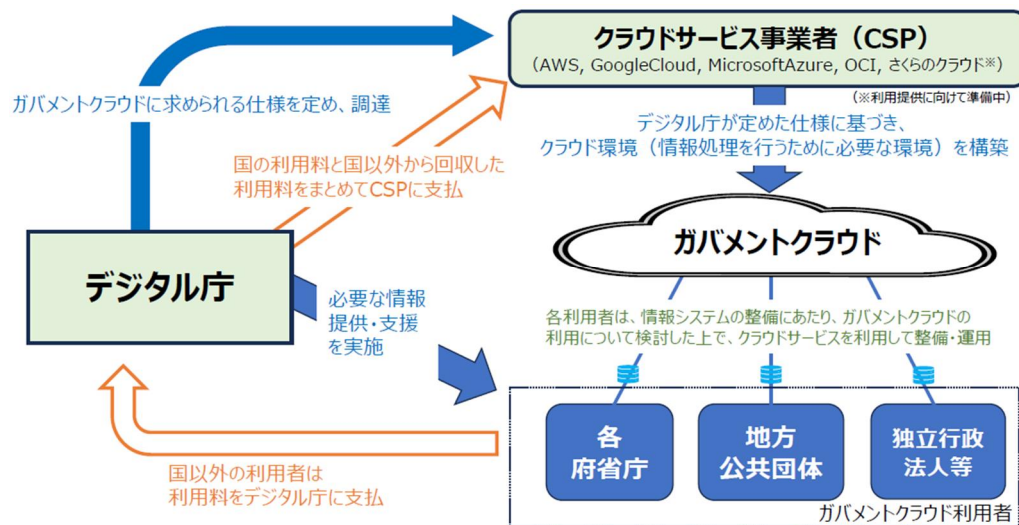 クラウドサービス事業者（CSP）
（AWS, GoogleCloud, MicrosoftAzure, OCI, さくらのクラウド※）
（※利用提供に向けて準備中）
ガバメントクラウドに求められる仕様を定め、調達
デジタル庁が定めた仕様に基づき、
クラウド環境（情報処理を行うために必要な環境）を構築
国の利用料と国以外から回収した
利用料をまとめてCSPに支払
ガバメントクラウド
デジタル庁
必要な情報
提供・支援
を実施
各利用者は、情報システムの整備にあたり、ガバメントクラウドの
利用について検討した上で、クラウドサービスを利用して整備・運用
各
府省庁
地方
公共団体
独立行政
法人等
国以外の利用者は
利用料をデジタル庁に支払
ガバメントクラウド利用者